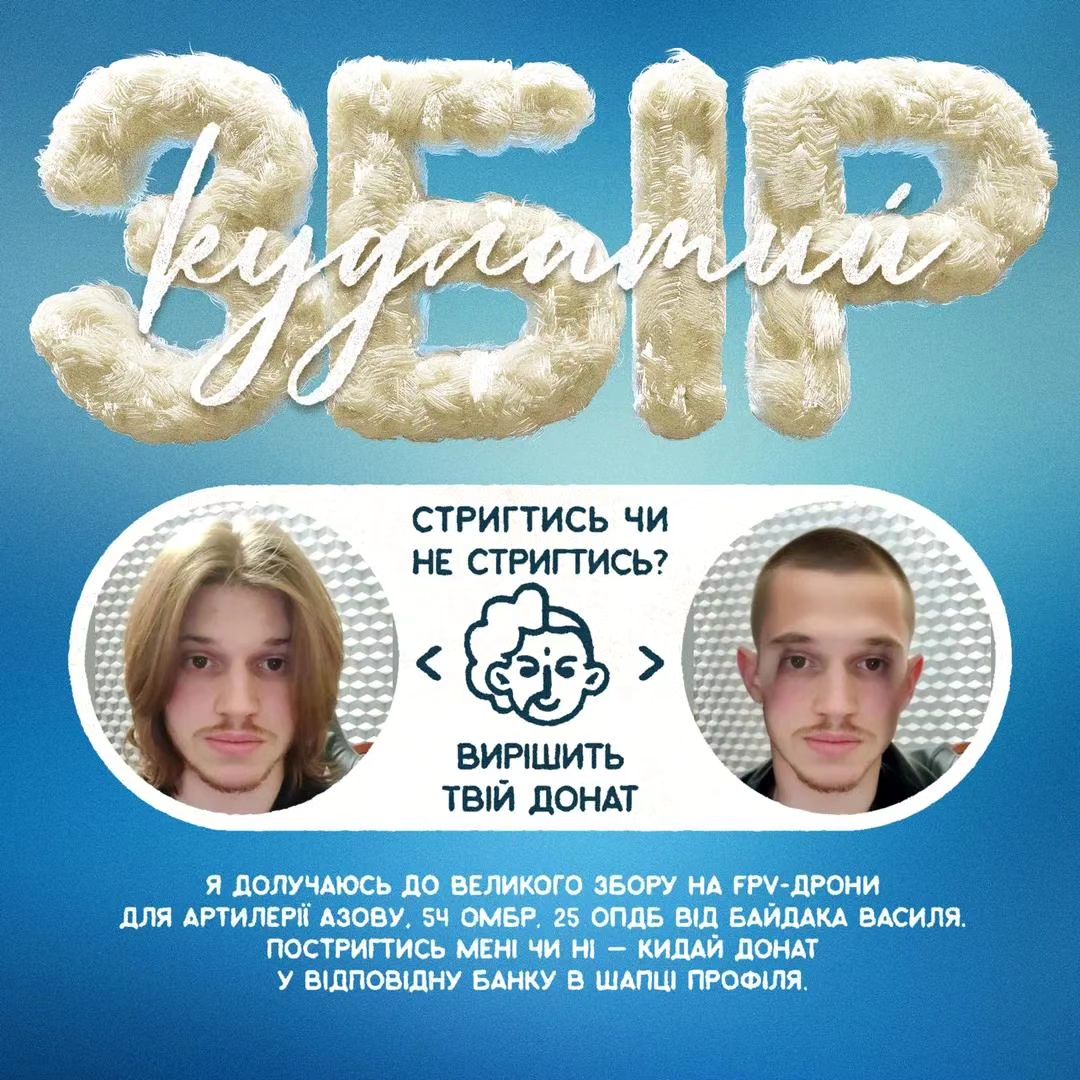 ЗБІР
кудлатий
СТРИГТИСЬ ЧИ
НЕ СТРИГТИСЬ?
< >
ВИРІШИТЬ
ТВІЙ ДОНАТ
Я ДОЛУЧАЮСЬ ДО ВЕЛИКОГО ЗБОРУ НА FPV-ДРОНИ
ДЛЯ АРТИЛЕРІЇ АЗОВУ, 54 ОМБР, 25 ОПДБ ВІД БАЙДАКА ВАСИЛЯ.
ПОСТРИГТИСЬ МЕНІ ЧИ НІ — КИДАЙ ДОНАТ
У ВІДПОВІДНУ БАНКУ В ШАПЦІ ПРОФІЛЯ.